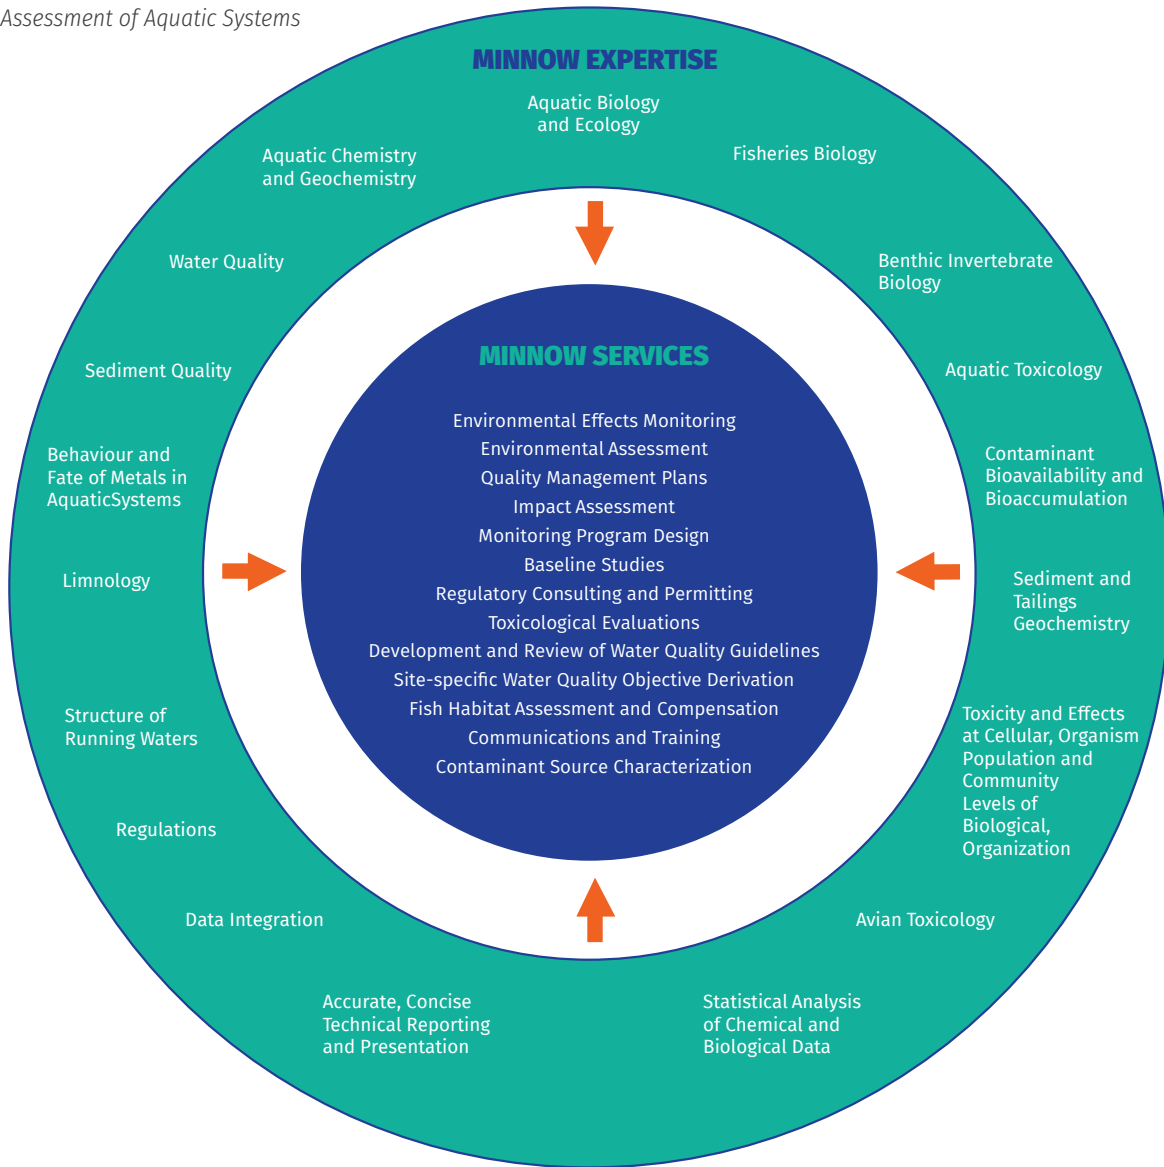 Assessment of Aquatic Systems
MINNOW EXPERTISE
Aquatic Biology
and Ecology
Fisheries Biology
Benthic Invertebrate
Biology
Aquatic Toxicology
Contaminant
Bioavailability and
Bioaccumulation
Sediment and
Tailings
Geochemistry
Toxicity and Effects
at Cellular, Organism
Population and
Community
Levels of
Biological,
Organization
Avian Toxicology
Statistical Analysis
of Chemical and
Biological Data
Accurate, Concise
Technical Reporting
and Presentation
Data Integration
Regulations
Structure of
Running Waters
Limnology
Behaviour and
Fate of Metals in
AquaticSystems
Sediment Quality
Water Quality
Aquatic Chemistry
and Geochemistry
MINNOW SERVICES
Environmental Effects Monitoring
Environmental Assessment
Quality Management Plans
Impact Assessment
Monitoring Program Design
Baseline Studies
Regulatory Consulting and Permitting
Toxicological Evaluations
Development and Review of Water Quality Guidelines
Site-specific Water Quality Objective Derivation
Fish Habitat Assessment and Compensation
Communications and Training
Contaminant Source Characterization